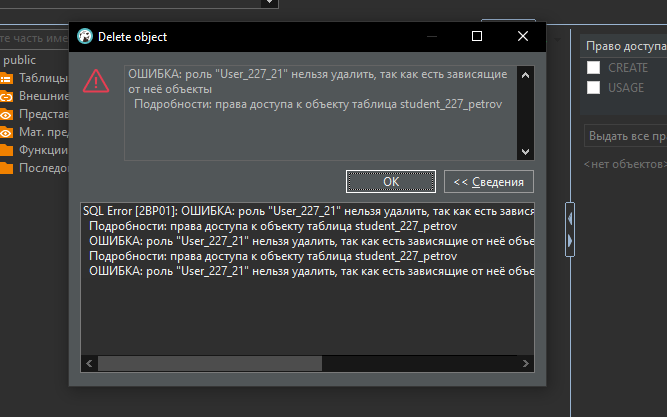 Delete object
те часть име
public
Таблицы
Внешние
Представ
Мат. пред
Функции
Последо
ОШИБКА: роль "User_227_21" нельзя удалить, так как есть зависящие
от неё объекты
Подробности: права доступа к объекту таблица student_227_petrov
OK
<< Сведения
SQL Error [2BP01]: ОШИБКА: роль "User_227_21" нельзя удалить, так как есть завися
Подробности: права доступа к объекту таблица student_227_petrov
ОШИБКА: роль "User_227_21" нельзя удалить, так как есть зависящие от неё объе
Подробности: права доступа к объекту таблица student_227_petrov
ОШИБКА: роль "User_227_21" нельзя удалить, так как есть зависящие от неё объе
Право доступа
CREATE
USAGE
Выдать все пр
<нет объектов>